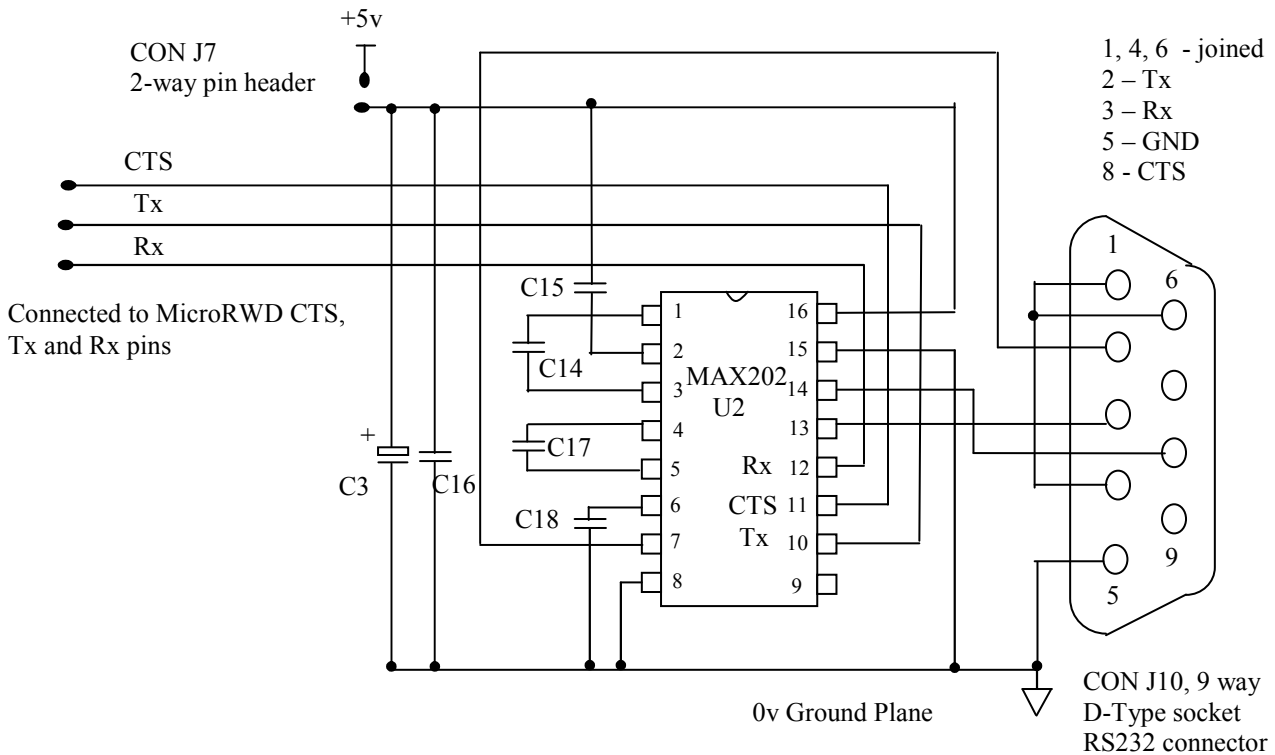 +5v
CON J7
2-way pin header
1, 4, 6 - joined
2 – Tx
3 – Rx
5 – GND
8 - CTS
CTS
Tx
Rx
Connected to MicroRWD CTS,
Tx and Rx pins
C15
C14
C17
C18
+
C3
C16
1
2
3
4
5
6
7
8
MAX202
U2
Rx
CTS
Tx
16
15
14
13
12
11
10
9
1
6
9
5
0v Ground Plane
CON J10, 9 way
D-Type socket
RS232 connector